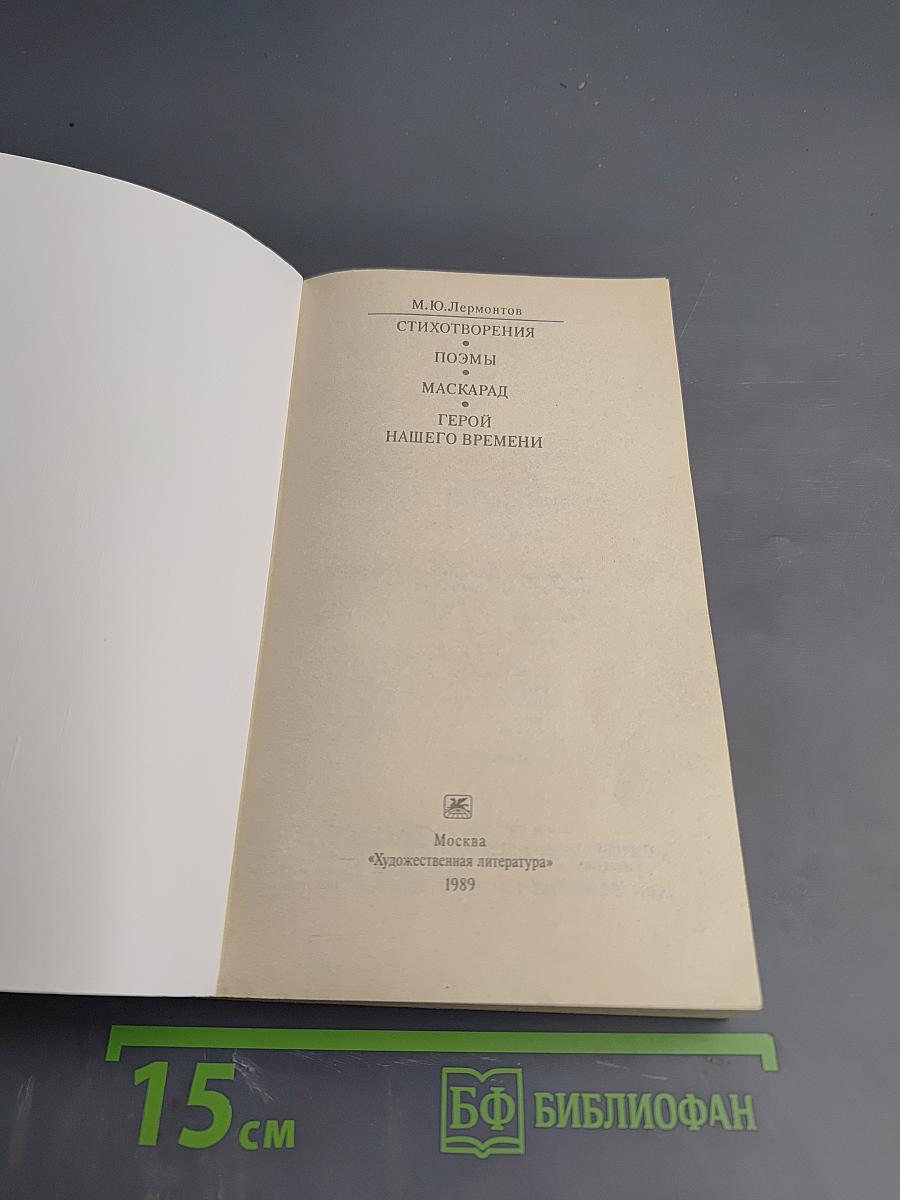 М.Ю.Лермонтов
СТИХОТВОРЕНИЯ
•
ПОЭМЫ
•
МАСКАРАД
•
ГЕРОЙ
НАШЕГО ВРЕМЕНИ
Москва
«Художественная литература»
1989
15 см
БФ БИБЛИОФАН